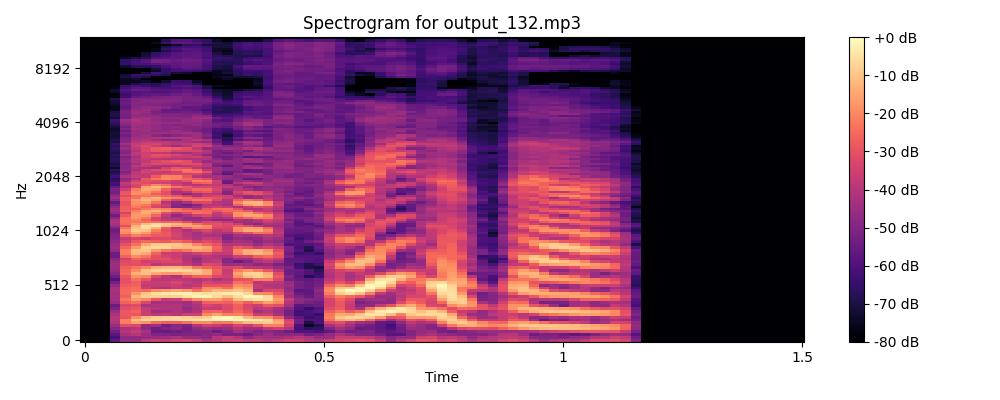 Spectrogram for output_132.mp3
8192
4096
2048
1024
512
0
Hz
0
0.5
1
1.5
Time
+0 dB
-10 dB
-20 dB
-30 dB
-40 dB
-50 dB
-60 dB
-70 dB
-80 dB